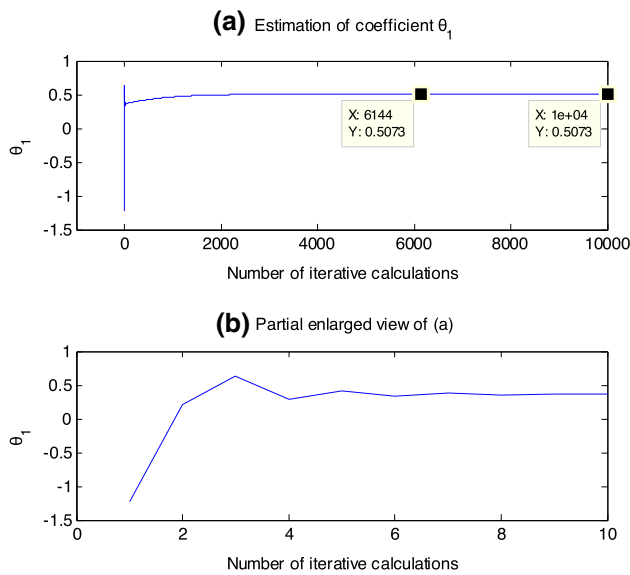 (a) Estimation of coefficient θ1
1
0.5
0
-0.5
-1
-1.5
θ1
X: 6144
Y: 0.5073
X: 1e+04
Y: 0.5073
0 2000 4000 6000 8000 10000
Number of iterative calculations
(b) Partial enlarged view of (a)
1
0.5
0
-0.5
-1
-1.5
θ1
0 2 4 6 8 10
Number of iterative calculations